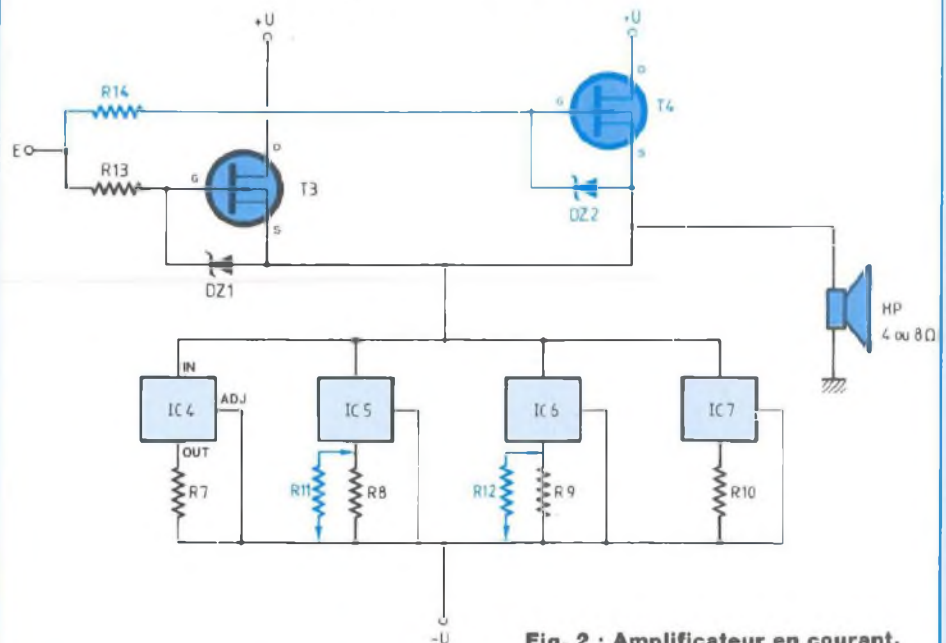 +U
+U
R14
D
G
T4
E
R13
D
S
G
T3
DZ2
S
DZ1
HP
4 ou 8Ω
IN
IC4
ADJ
IC5
IC6
IC7
OUT
R7
R11
R8
R12
R9
R10
-U
Fig. 2 : Amplificateur en courant.